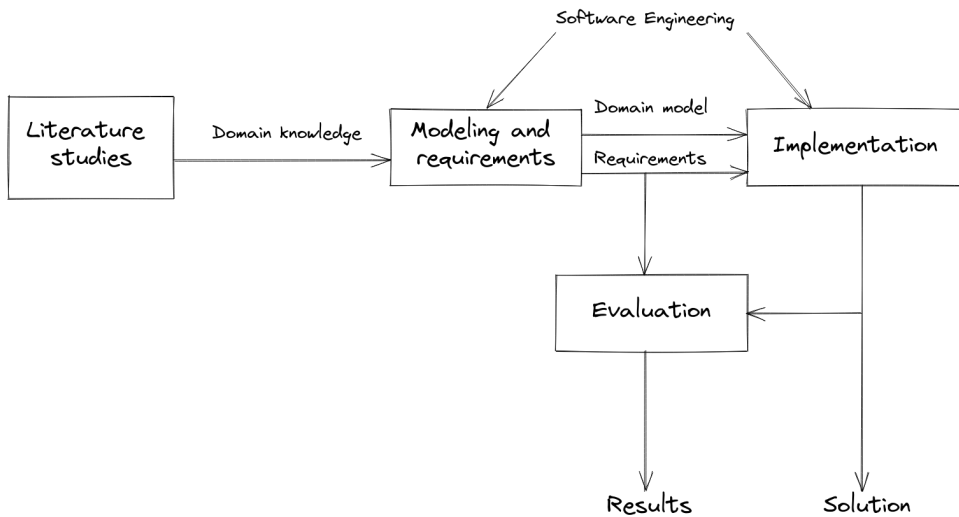 Software Engineering
Literature
studies
Domain knowledge
Modeling and
requirements
Domain model
Requirements
Implementation
Evaluation
Results
Solution